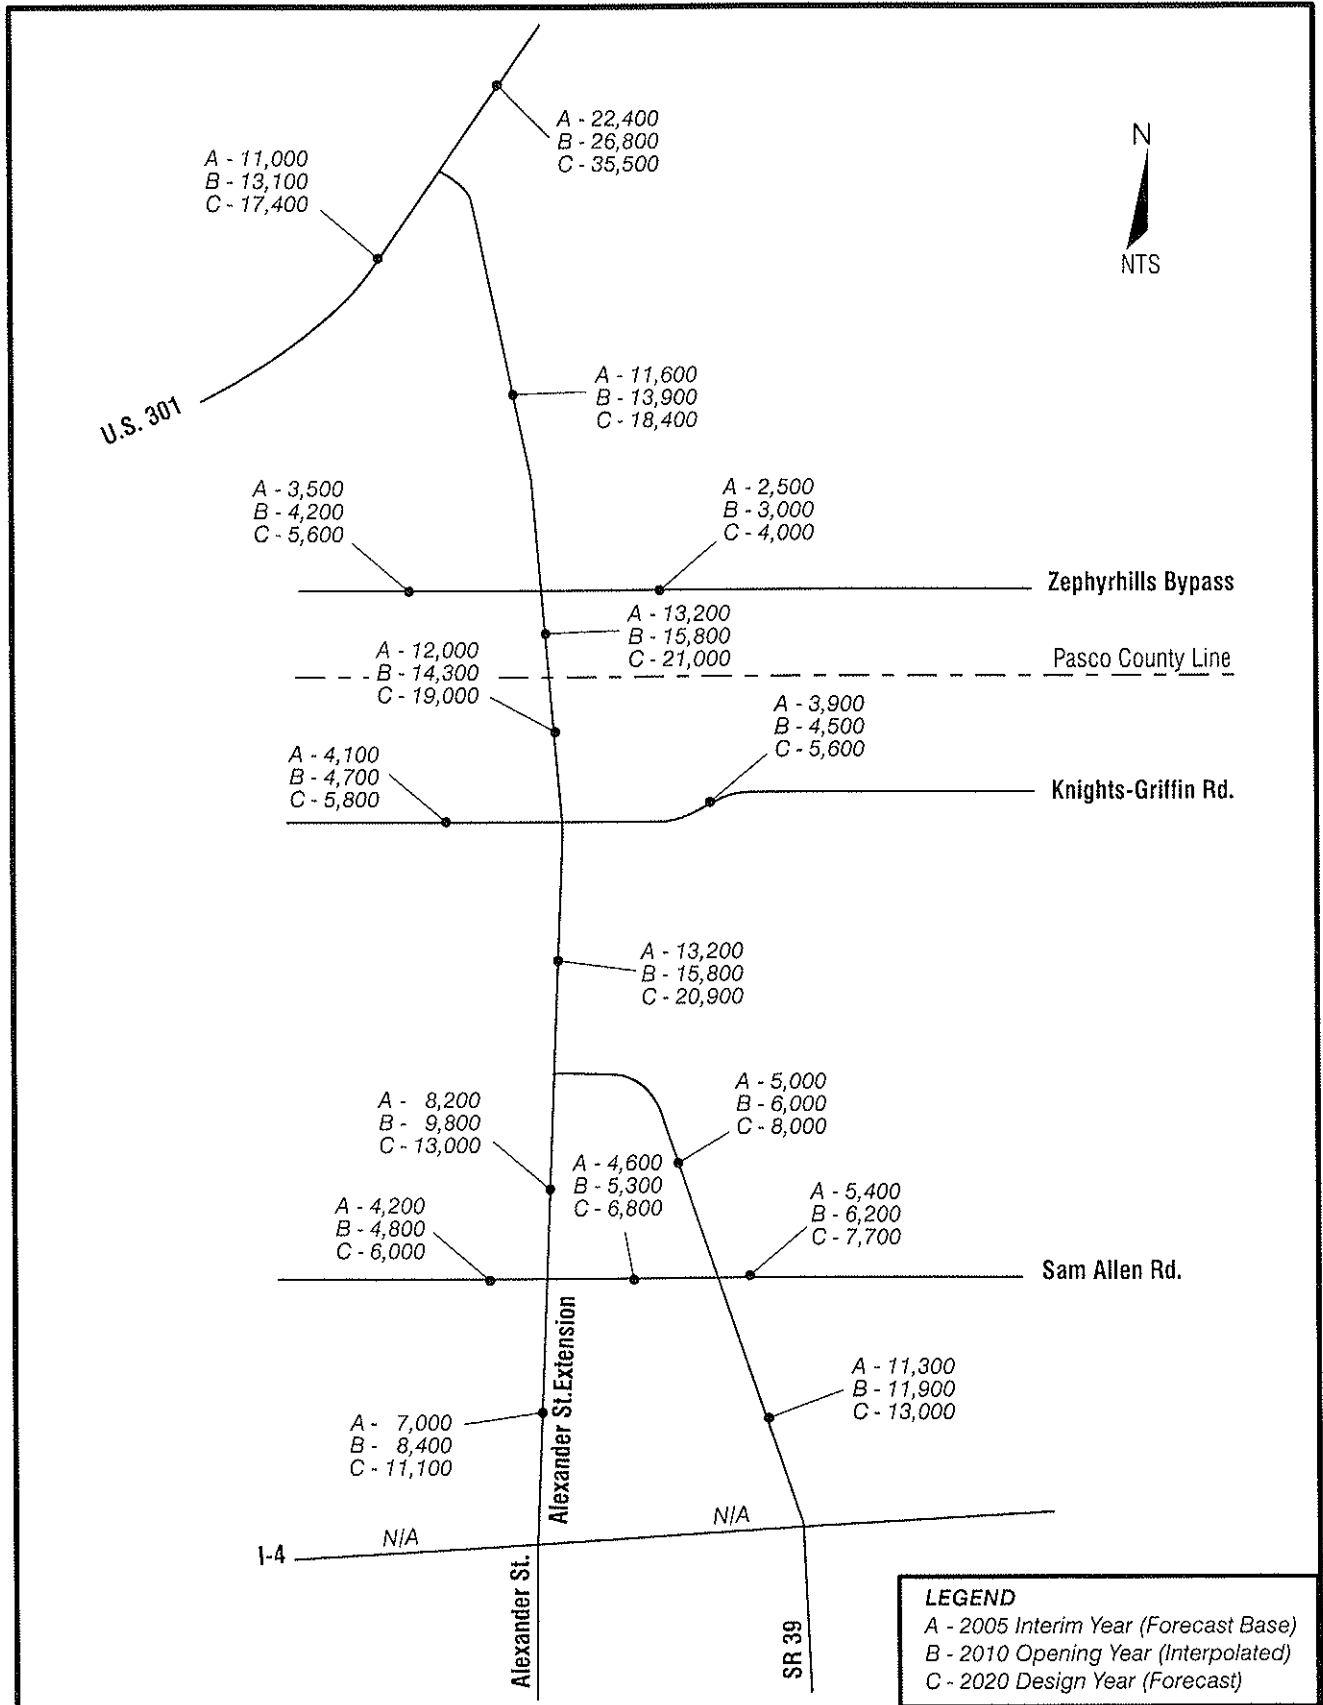 A - 22,400
B - 26,800
C - 35,500
A - 11,000
B - 13,100
C - 17,400
N
NTS
A - 11,600
B - 13,900
C - 18,400
U.S. 301
A - 3,500
B - 4,200
C - 5,600
A - 2,500
B - 3,000
C - 4,000
Zephyrhills Bypass
A - 13,200
B - 15,800
C - 21,000
A - 12,000
B - 14,300
C - 19,000
Pasco County Line
A - 3,900
B - 4,500
C - 5,600
A - 4,100
B - 4,700
C - 5,800
Knights-Griffin Rd.
A - 13,200
B - 15,800
C - 20,900
A - 8,200
B - 9,800
C - 13,000
A - 5,000
B - 6,000
C - 8,000
A - 4,600
B - 5,300
C - 6,800
A - 4,200
B - 4,800
C - 6,000
A - 5,400
B - 6,200
C - 7,700
Sam Allen Rd.
Alexander St.Extension
A - 11,300
B - 11,900
C - 13,000
A - 7,000
B - 8,400
C - 11,100
N/A
N/A
I-4
Alexander St.
SR 39
LEGEND
A - 2005 Interim Year (Forecast Base)
B - 2010 Opening Year (Interpolated)
C - 2020 Design Year (Forecast)